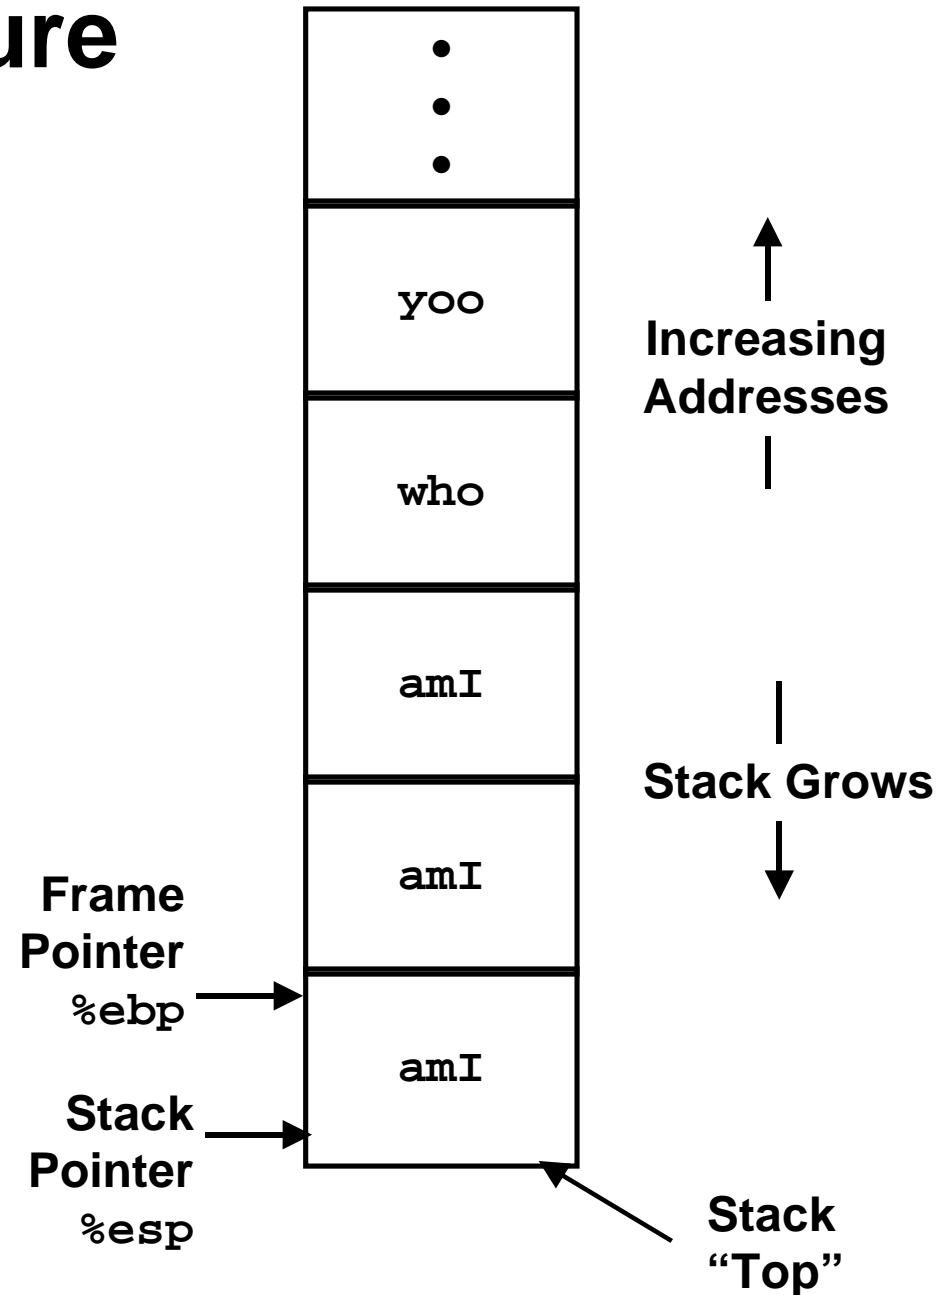 ure
yoo
Increasing
Addresses
who
amI
Stack Grows
amI
Frame
Pointer
%ebp
amI
Stack
Pointer
%esp
Stack
“Top”